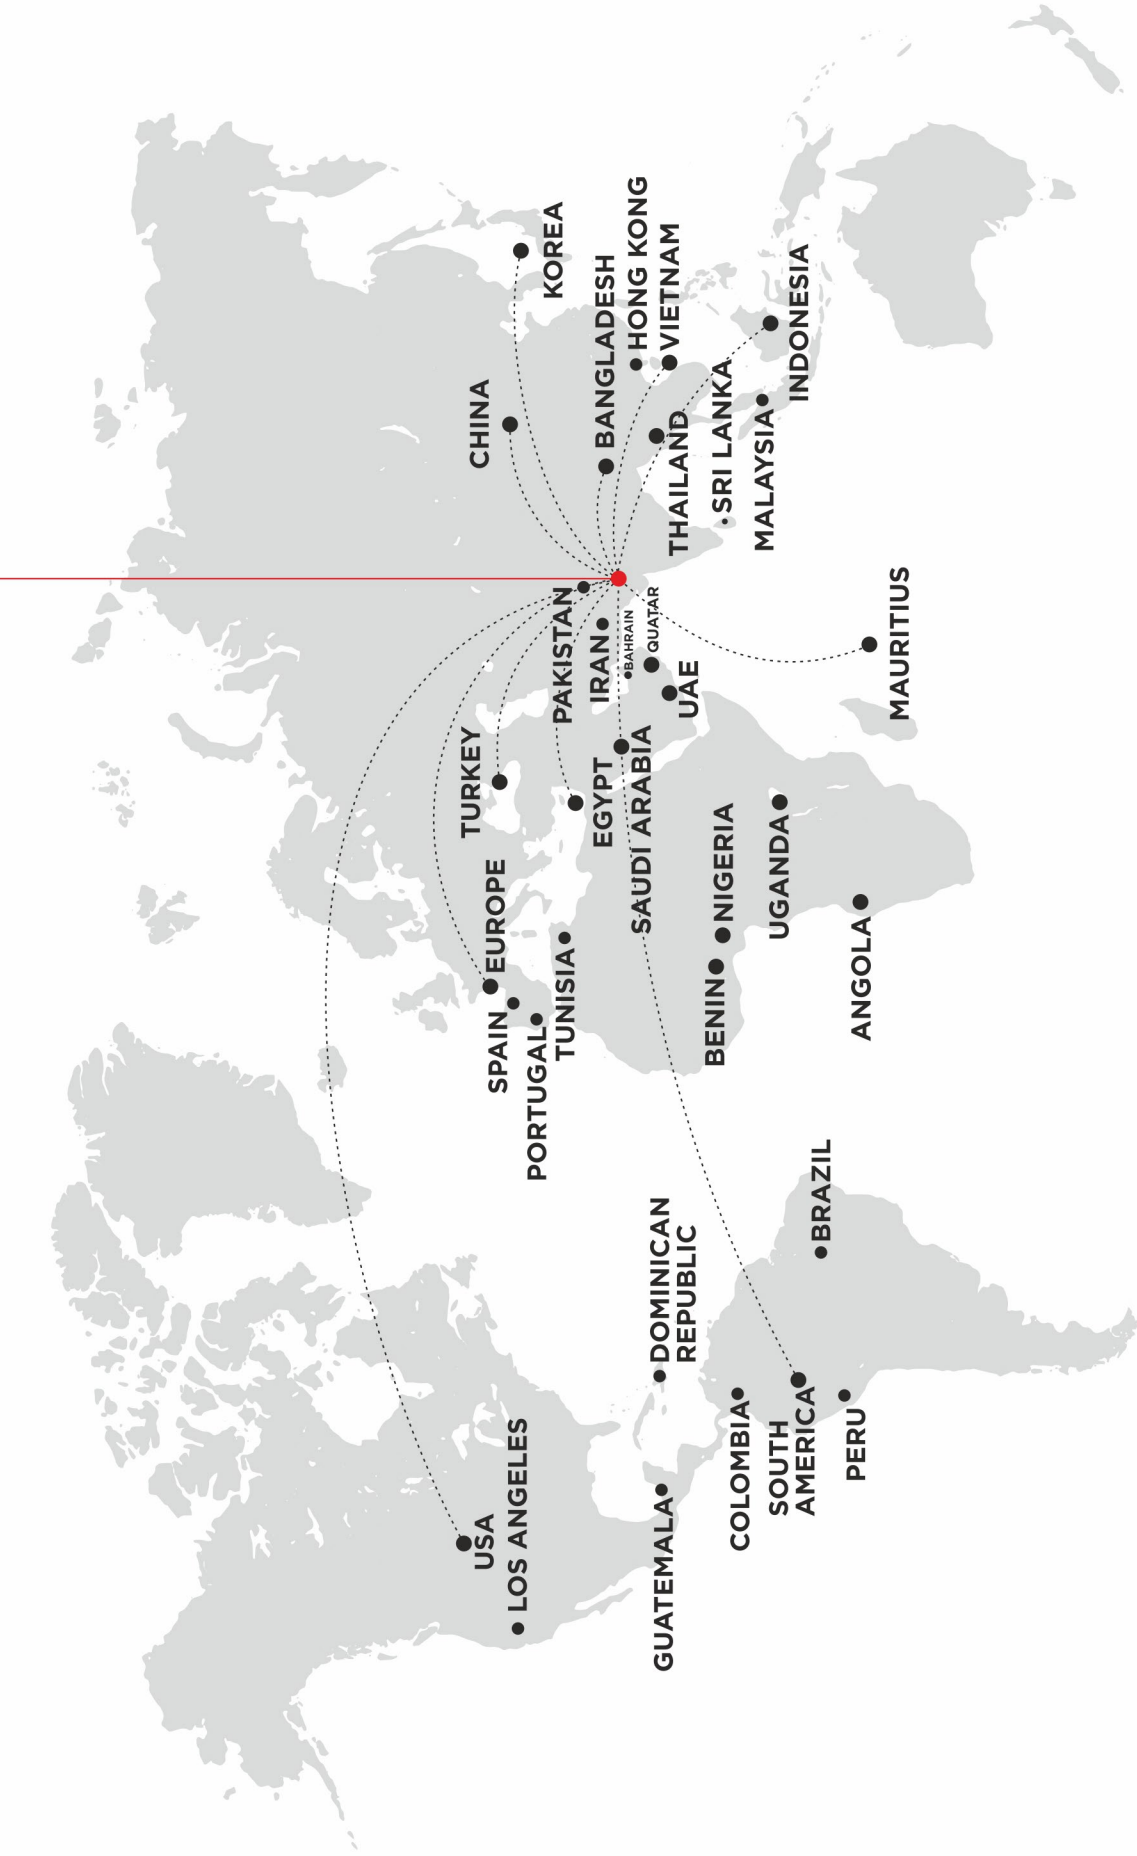 USA
LOS ANGELES
GUATEMALA
DOMINICAN
REPUBLIC
COLOMBIA
SOUTH
AMERICA
PERU
BRAZIL
EUROPE
SPAIN
PORTUGAL
TUNISIA
TURKEY
EGYPT
SAUDI ARABIA
BENIN
NIGERIA
UGANDA
ANGOLA
PAKISTAN
IRAN
BAHRAIN
QUATAR
UAE
MAURITIUS
CHINA
KOREA
BANGLADESH
HONG KONG
VIETNAM
THAILAND
SRI LANKA
MALAYSIA
INDONESIA